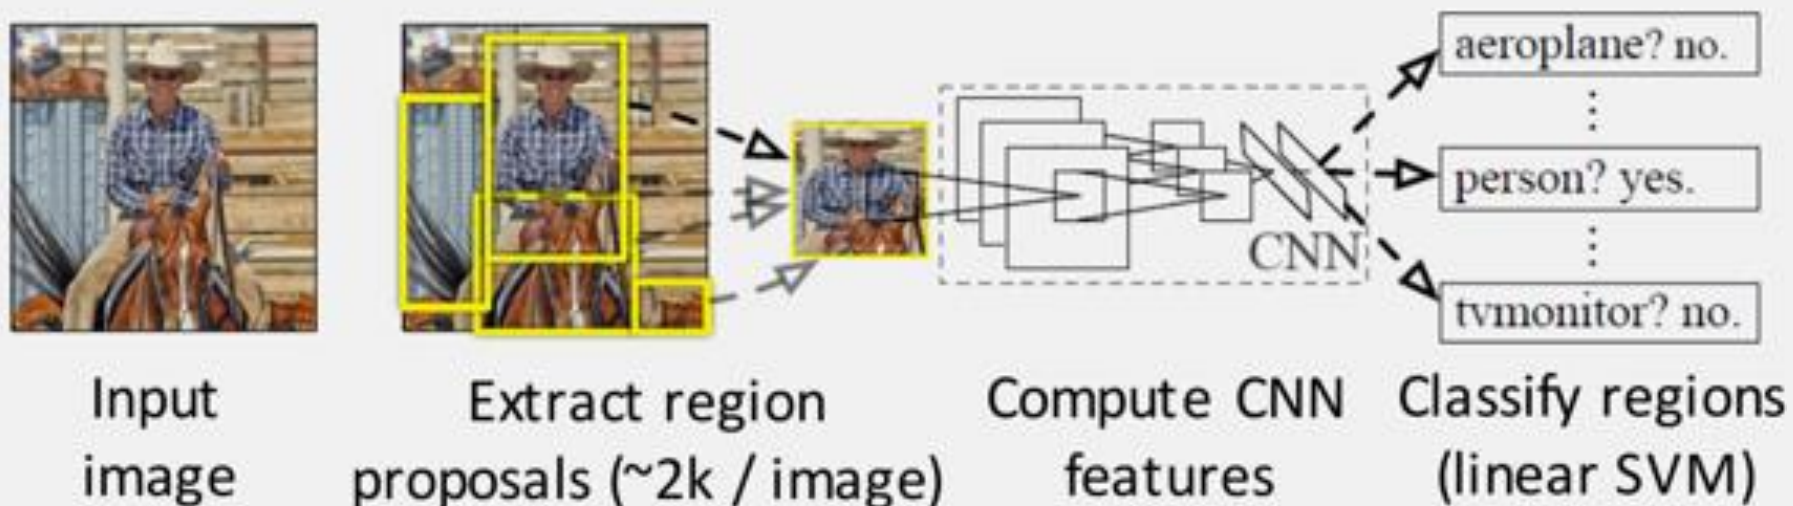 aeroplane? no.
person? yes.
CNN
tvmonitor? no.
Input
image
Extract region
proposals (~2k / image)
Compute CNN
features
Classify regions
(linear SVM)